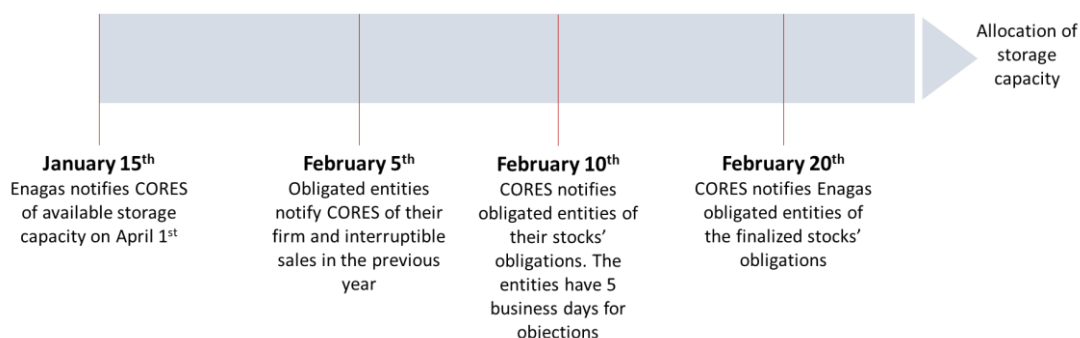 Allocation of
storage
capacity
January 15th
Enagas notifies CORES
of available storage
capacity on April 1st
February 5th
Obligated entities
notify CORES of their
firm and interruptible
sales in the previous
year
February 10th
CORES notifies
obligated entities of
their stocks’
obligations. The
entities have 5
business days for
objections
February 20th
CORES notifies Enagas
obligated entities of
the finalized stocks’
obligations